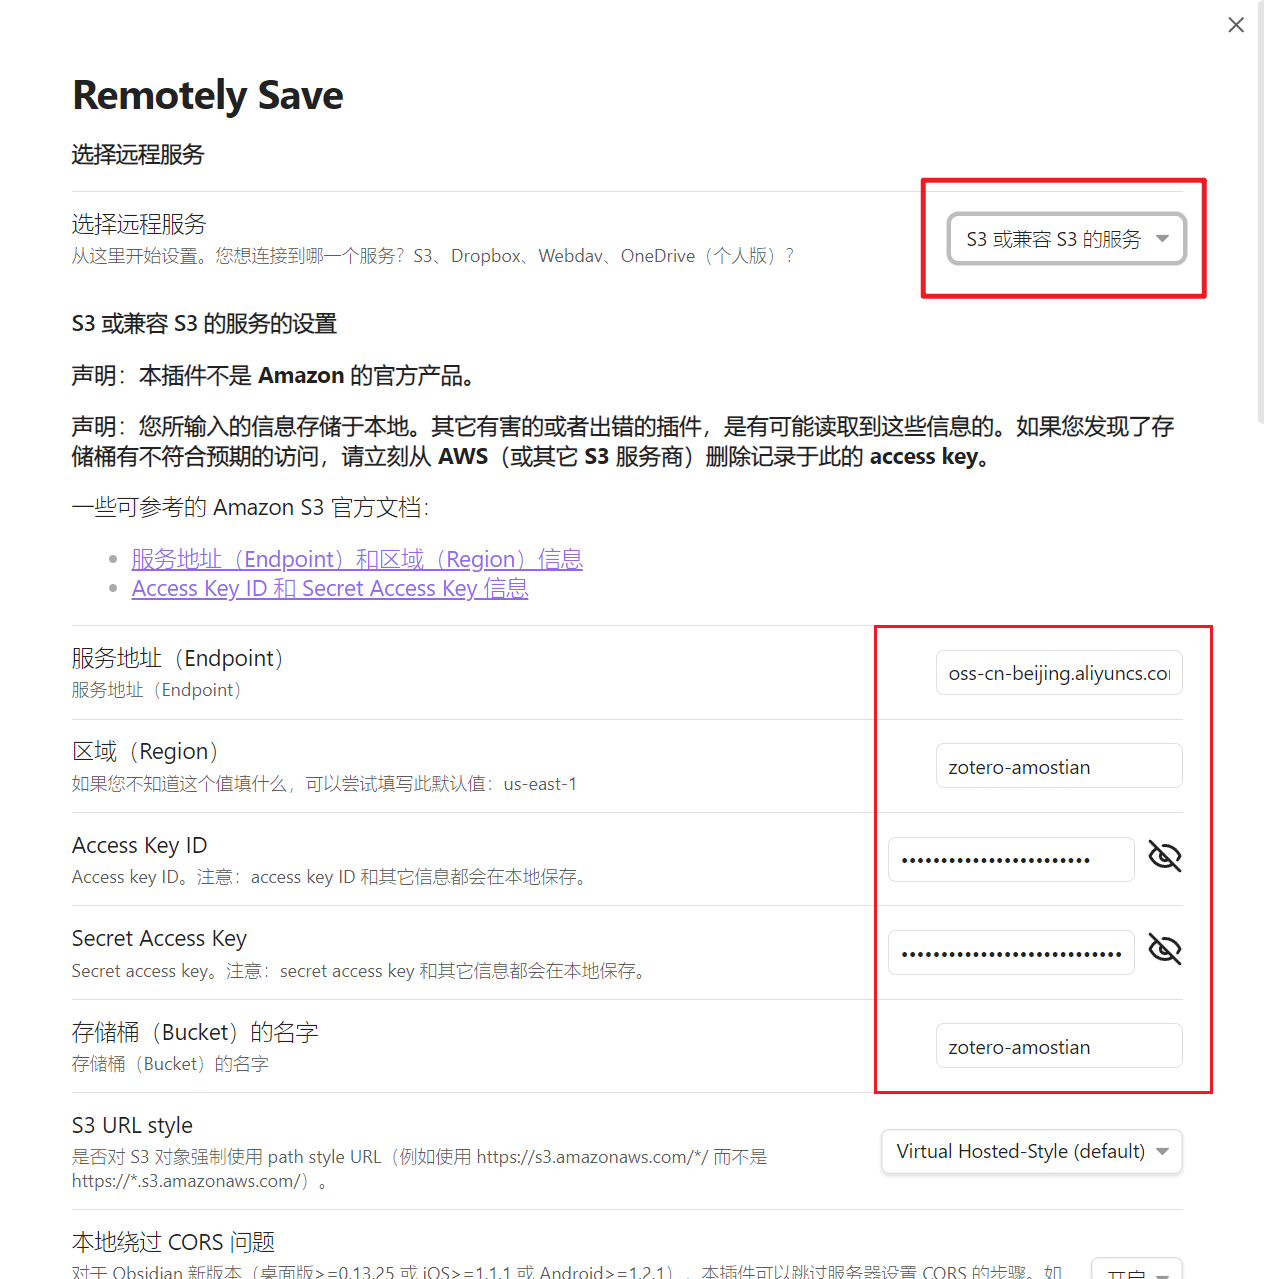 Remotely Save
选择远程服务
选择远程服务
从这里开始设置。您想连接到哪一个服务？S3、Dropbox、Webdav、OneDrive（个人版）？
S3 或兼容 S3 的服务
S3 或兼容 S3 的服务的设置
声明：本插件不是 Amazon 的官方产品。
声明：您所输入的信息存储于本地。其它有害的或者出错的插件，是有可能读取到这些信息的。如果您发现了存
储桶有不符合预期的访问，请立刻从 AWS（或其它 S3 服务商）删除记录于此的 access key。
一些可参考的 Amazon S3 官方文档：
服务地址（Endpoint）和区域（Region）信息
Access Key ID 和 Secret Access Key 信息
服务地址（Endpoint）
服务地址（Endpoint）
oss-cn-beijing.aliyuncs.co
区域（Region）
如果您不知道这个值填什么，可以尝试填写此默认值：us-east-1
zotero-amostian
Access Key ID
Access key ID。注意：access key ID 和其它信息都会在本地保存。
Secret Access Key
Secret access key。注意：secret access key 和其它信息都会在本地保存。
存储桶（Bucket）的名字
存储桶（Bucket）的名字
zotero-amostian
S3 URL style
是否对 S3 对象强制使用 path style URL（例如使用 https://s3.amazonaws.com/*/ 而不是
https://*.s3.amazonaws.com/）。
Virtual Hosted-Style (default)
本地绕过 CORS 问题
对于 Obsidian 新版本（桌面版>=0.13.25 或 iOS>=1.1.1 或 Android>=1.2.1），本插件可以跳过服务器设置 CORS 的步骤。如
开启